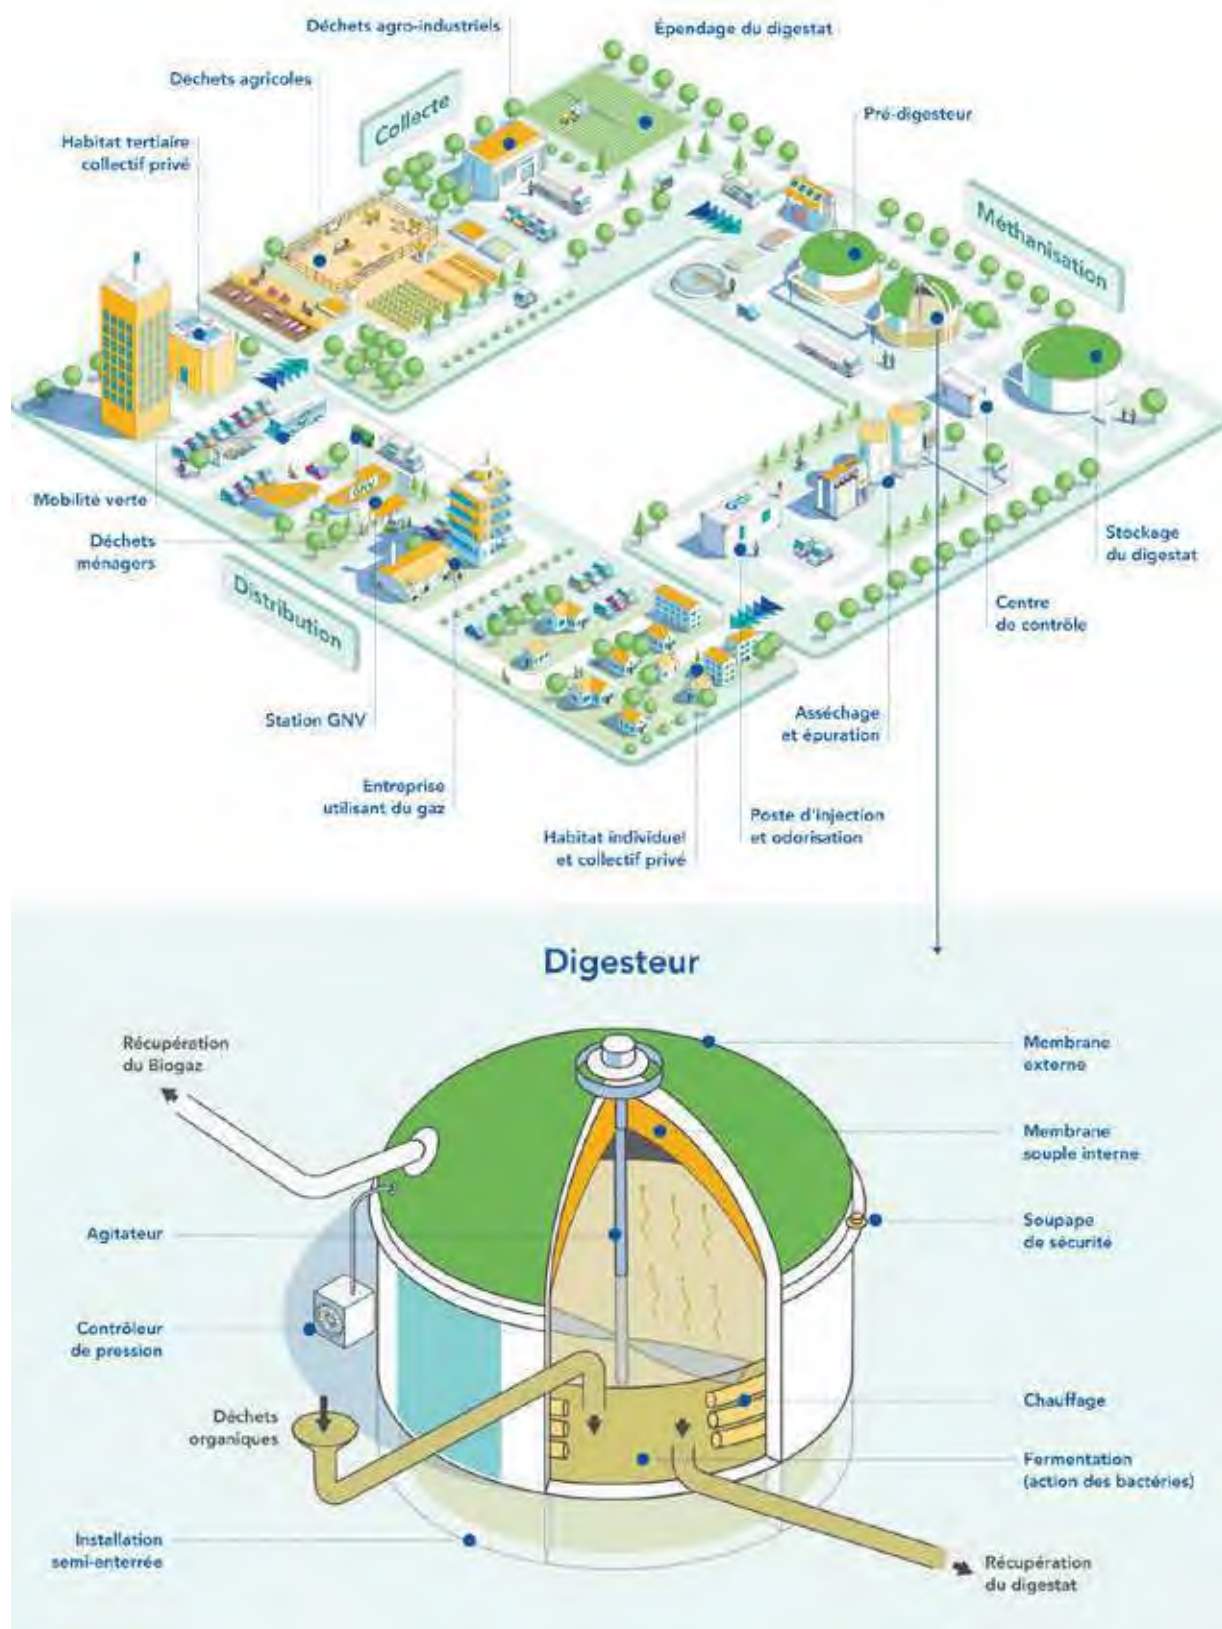 Déchets agro-industriels
Épendage du digestat
Déchets agricoles
Collecte
Pré-digesteur
Habitat tertiaire
collectif privé
Méthanisation
GNV
Mobilité verte
Déchets
ménagers
Distribution
Stockage
du digestat
Centre
de contrôle
Station GNV
Asséchage
et épuration
Entreprise
utilisant du gaz
Poste d'injection
et odorisation
Habitat individuel
et collectif privé
Digesteur
Récupération
du Biogaz
Membrane
externe
Membrane
souple interne
Agitateur
Soupape
de sécurité
Contrôleur
de pression
Déchets
organiques
Chauffage
Fermentation
(action des bactéries)
Installation
semi-enterrée
Récupération
du digestat